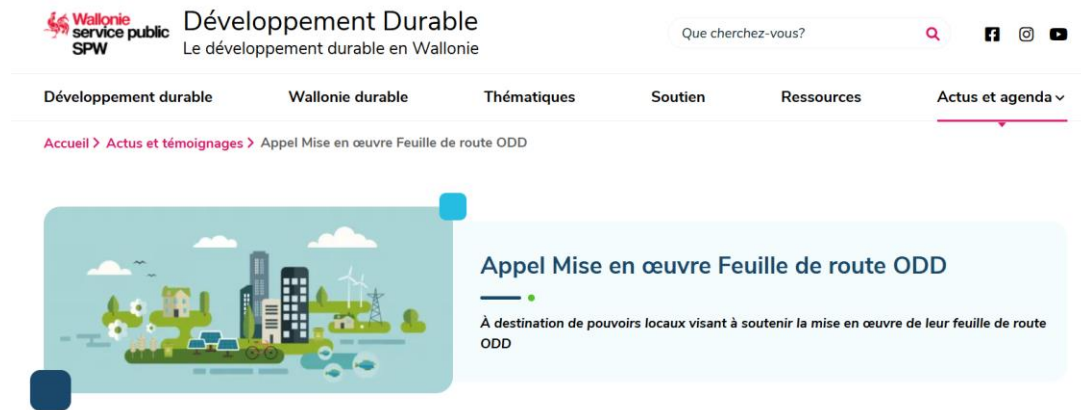 Wallonie
service public
SPW
Développement Durable
Le développement durable en Wallonie
Que cherchez-vous?
Développement durable
Wallonie durable
Thématiques
Soutien
Ressources
Actus et agenda
Accueil > Actus et témoignages > Appel Mise en œuvre Feuille de route ODD
Appel Mise en œuvre Feuille de route ODD
À destination de pouvoirs locaux visant à soutenir la mise en œuvre de leur feuille de route
ODD